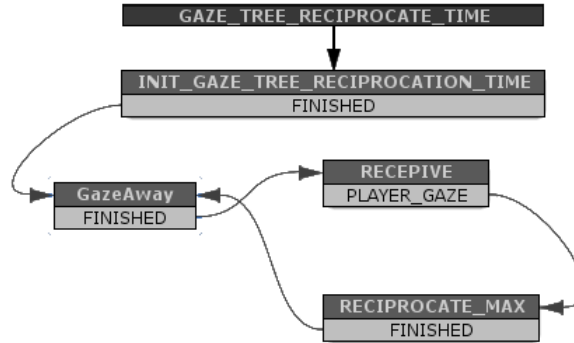 GAZE_TREE_RECIPROCATE_TIME
INIT_GAZE_TREE_RECIPROCATION_TIME
FINISHED
GazeAway
FINISHED
RECEPIVE
PLAYER_GAZE
RECIPROCATE_MAX
FINISHED